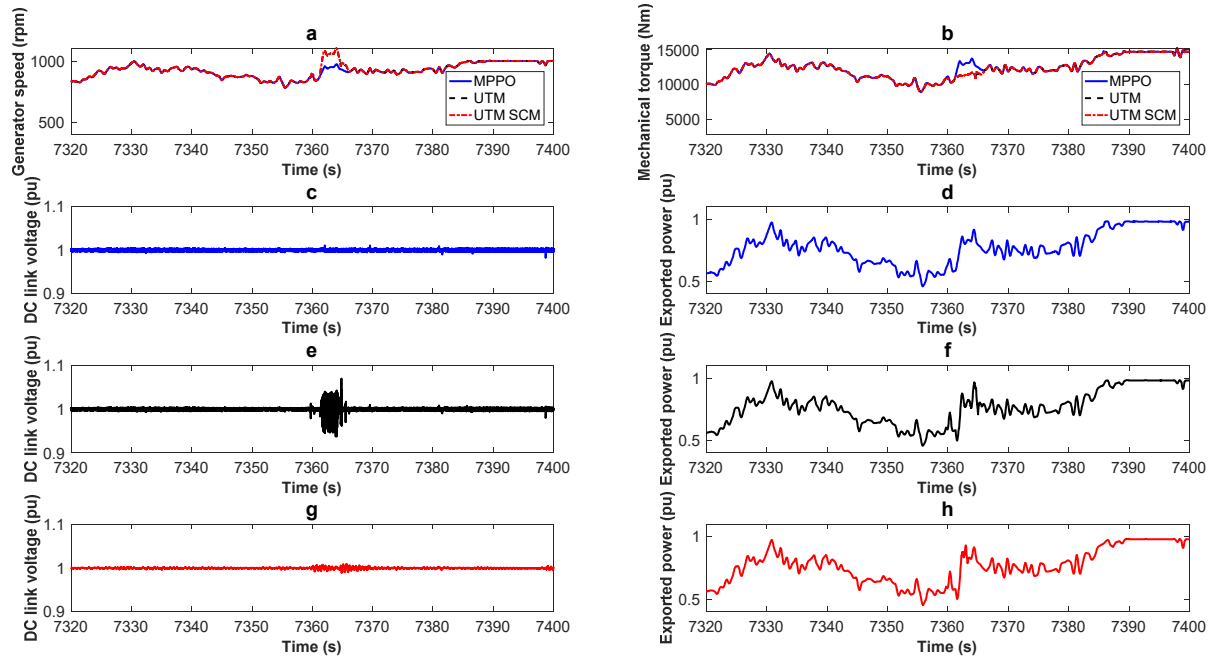 a
Generator speed (rpm)
1000
500
MPPO
UTM
UTM SCM
7320 7330 7340 7350 7360 7370 7380 7390 7400
Time (s)
b
Mechanical torque (Nm)
15000
10000
5000
MPPO
UTM
UTM SCM
7320 7330 7340 7350 7360 7370 7380 7390 7400
Time (s)
c
DC link voltage (pu)
1.1
1
0.9
7320 7330 7340 7350 7360 7370 7380 7390 7400
Time (s)
d
Exported power (pu)
1
0.5
7320 7330 7340 7350 7360 7370 7380 7390 7400
Time (s)
e
DC link voltage (pu)
1.1
1
0.9
7320 7330 7340 7350 7360 7370 7380 7390 7400
Time (s)
f
Exported power (pu)
1
0.5
7320 7330 7340 7350 7360 7370 7380 7390 7400
Time (s)
g
DC link voltage (pu)
1.1
1
0.9
7320 7330 7340 7350 7360 7370 7380 7390 7400
Time (s)
h
Exported power (pu)
1
0.5
7320 7330 7340 7350 7360 7370 7380 7390 7400
Time (s)